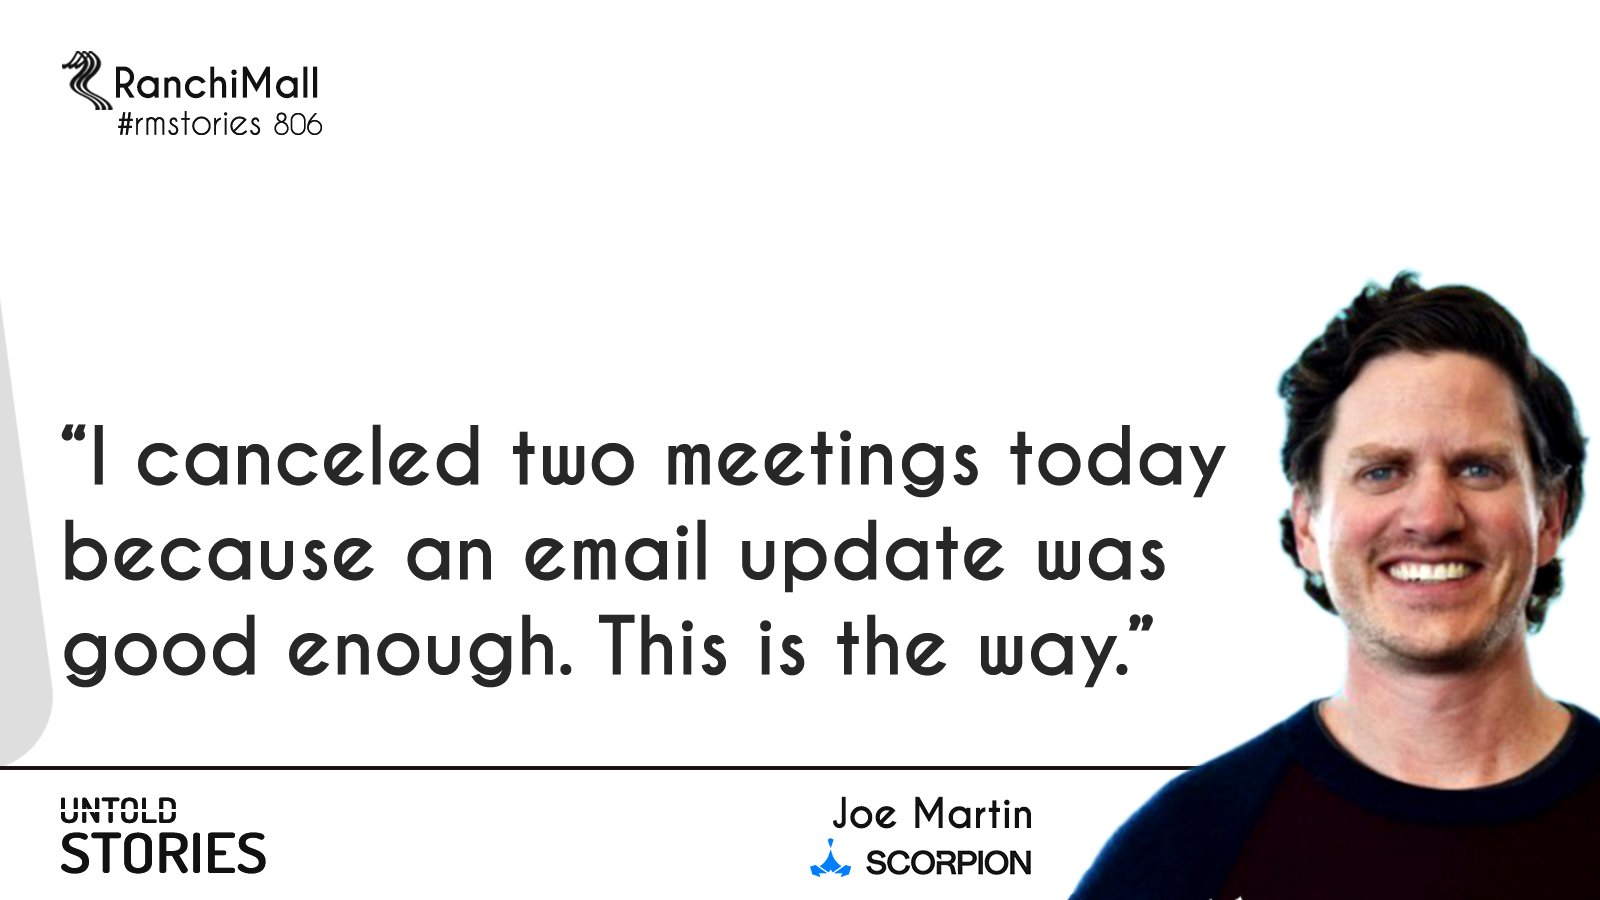 RanchiMall
#rmstories 806
“I canceled two meetings today
because an email update was
good enough. This is the way.”
UNTOLD
STORIES
Joe Martin
SCORPION